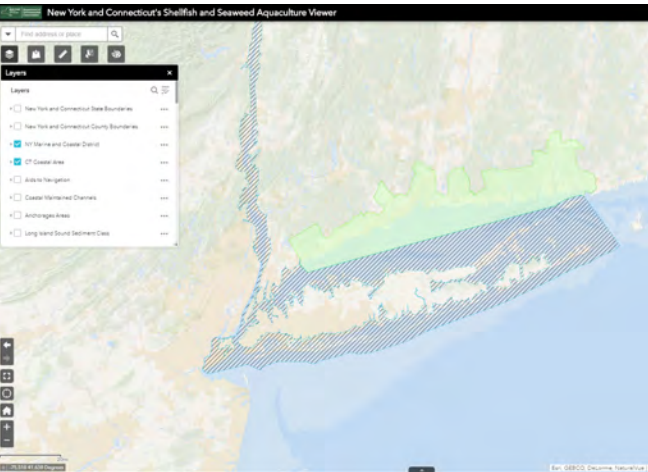 New York and Connecticut's Shellfish and Seaweed Aquaculture Viewer
Find address or place
Layers
Layers
New York and Connecticut State Boundaries
New York and Connecticut County Boundaries
NY Marine and Coastal District
CT Coastal Area
Aids to Navigation
Coastal Maintained Channels
Anchorages Areas
Long Island Sound Sediment Class
Degrees